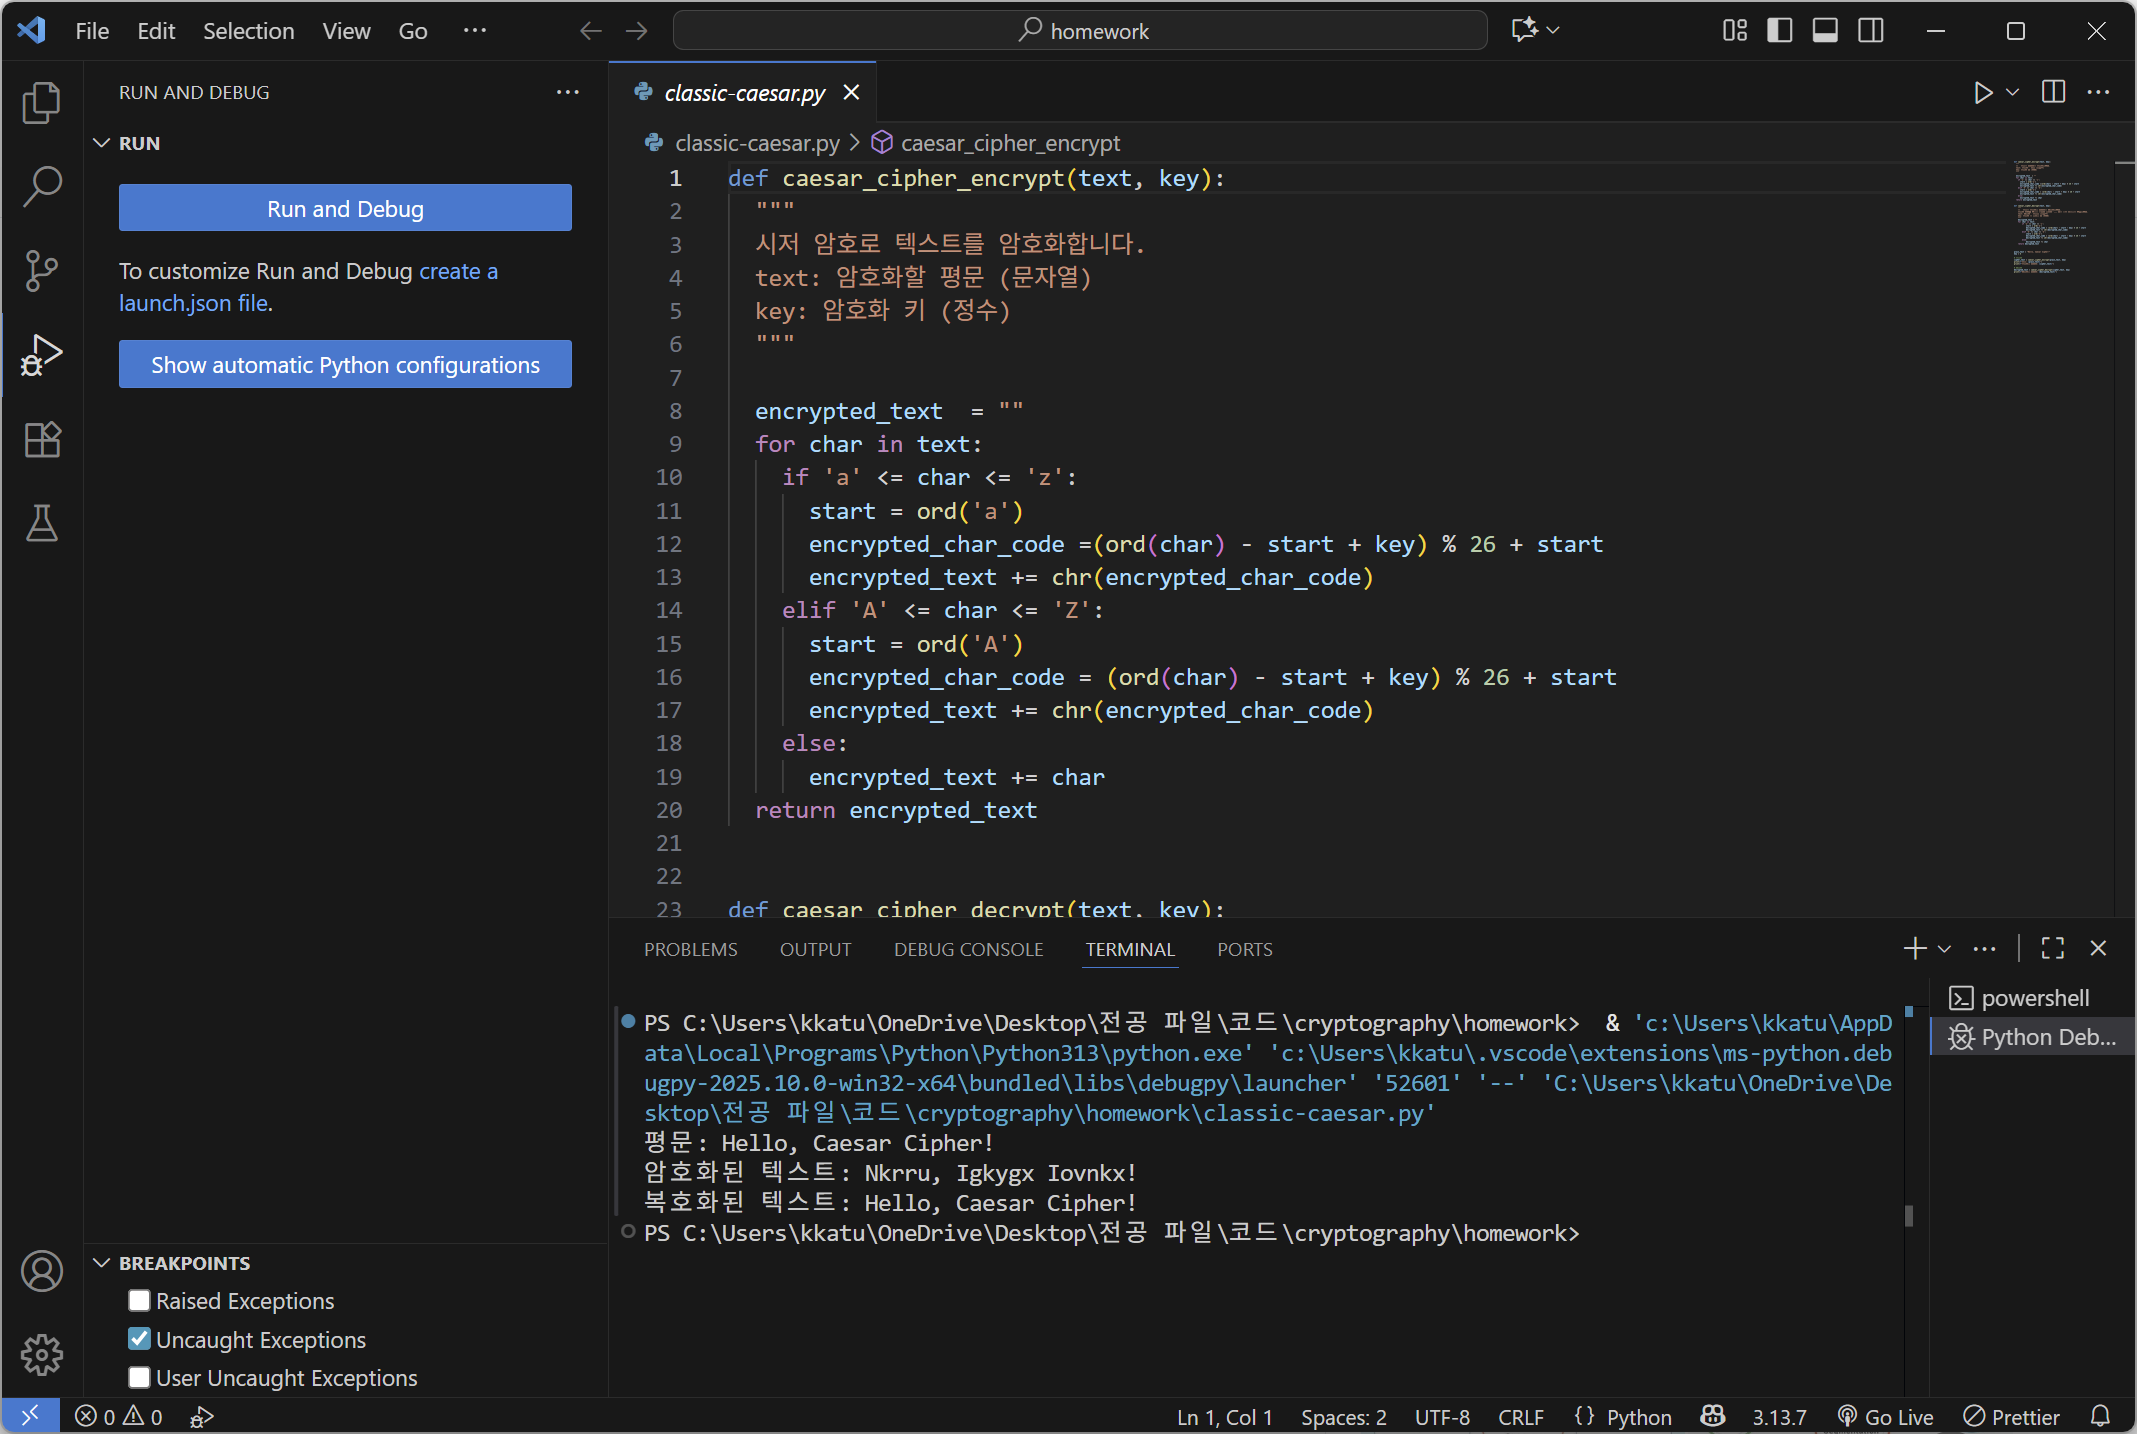 File Edit Selection View Go ··· homework
RUN AND DEBUG ···
RUN
Run and Debug
To customize Run and Debug create a
launch.json file.
Show automatic Python configurations
classic-caesar.py
classic-caesar.py > caesar_cipher_encrypt
1 def caesar_cipher_encrypt(text, key):
2 """
3 시저 암호로 텍스트를 암호화합니다.
4 text: 암호화할 평문 (문자열)
5 key: 암호화 키 (정수)
6 """
7
8 encrypted_text  = ""
9 for char in text:
10 if 'a' <= char <= 'z':
11 start = ord('a')
12 encrypted_char_code =(ord(char) - start + key) % 26 + start
13 encrypted_text += chr(encrypted_char_code)
14 elif 'A' <= char <= 'Z':
15 start = ord('A')
16 encrypted_char_code = (ord(char) - start + key) % 26 + start
17 encrypted_text += chr(encrypted_char_code)
18 else:
19 encrypted_text += char
20 return encrypted_text
21
22
23 def caesar_cipher_decrypt(text, key):
PROBLEMS OUTPUT DEBUG CONSOLE TERMINAL PORTS
PS C:\Users\kkatu\OneDrive\Desktop\전공 파일\코드\cryptography\homework>  & 'c:\Users\kkatu\AppD
ata\Local\Programs\Python\Python313\python.exe' 'c:\Users\kkatu\.vscode\extensions\ms-python.deb
ugpy-2025.10.0-win32-x64\bundled\libs\debugpy\launcher' '52601' '--' 'C:\Users\kkatu\OneDrive\De
sktop\전공 파일\코드\cryptography\homework\classic-caesar.py'
평문: Hello, Caesar Cipher!
암호화된 텍스트: Nkrru, Igkygx Iovnkx!
복호화된 텍스트: Hello, Caesar Cipher!
PS C:\Users\kkatu\OneDrive\Desktop\전공 파일\코드\cryptography\homework>
powershell
Python Deb...
BREAKPOINTS
Raised Exceptions
Uncaught Exceptions
User Uncaught Exceptions
0 0 Ln 1, Col 1 Spaces: 2 UTF-8 CRLF {} Python 3.13.7 Go Live Prettier